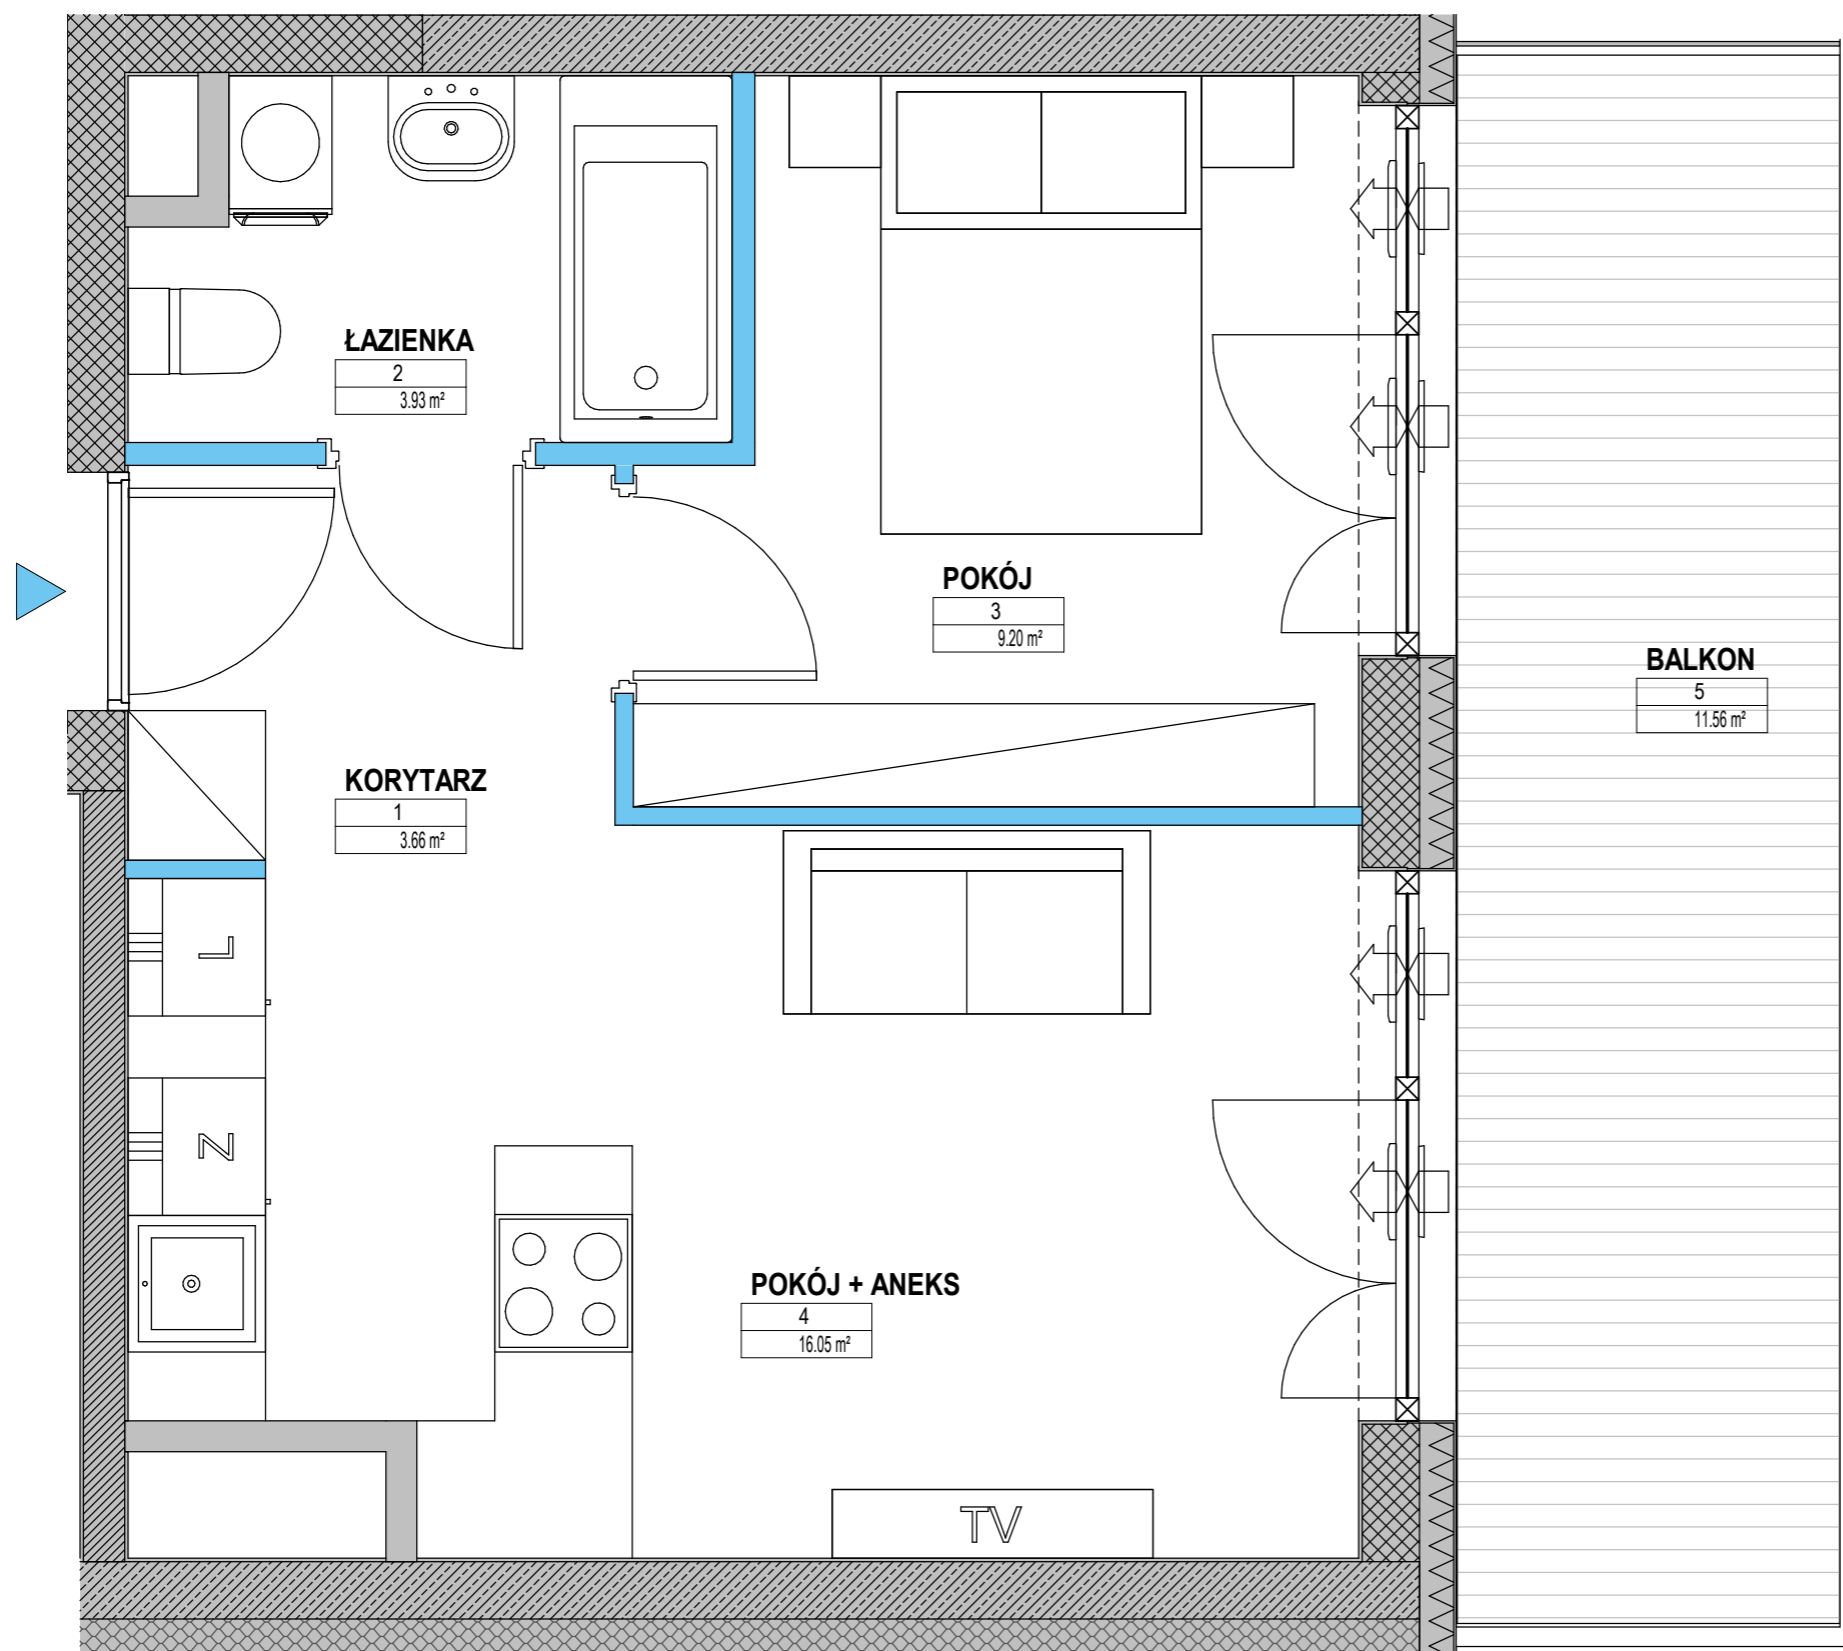 ŁAZIENKA
2
3.93 m²
POKÓJ
3
9.20 m²
BALKON
5
11.56 m²
KORYTARZ
1
3.66 m²
L
Z
POKÓJ + ANEKS
4
16.05 m²
TV